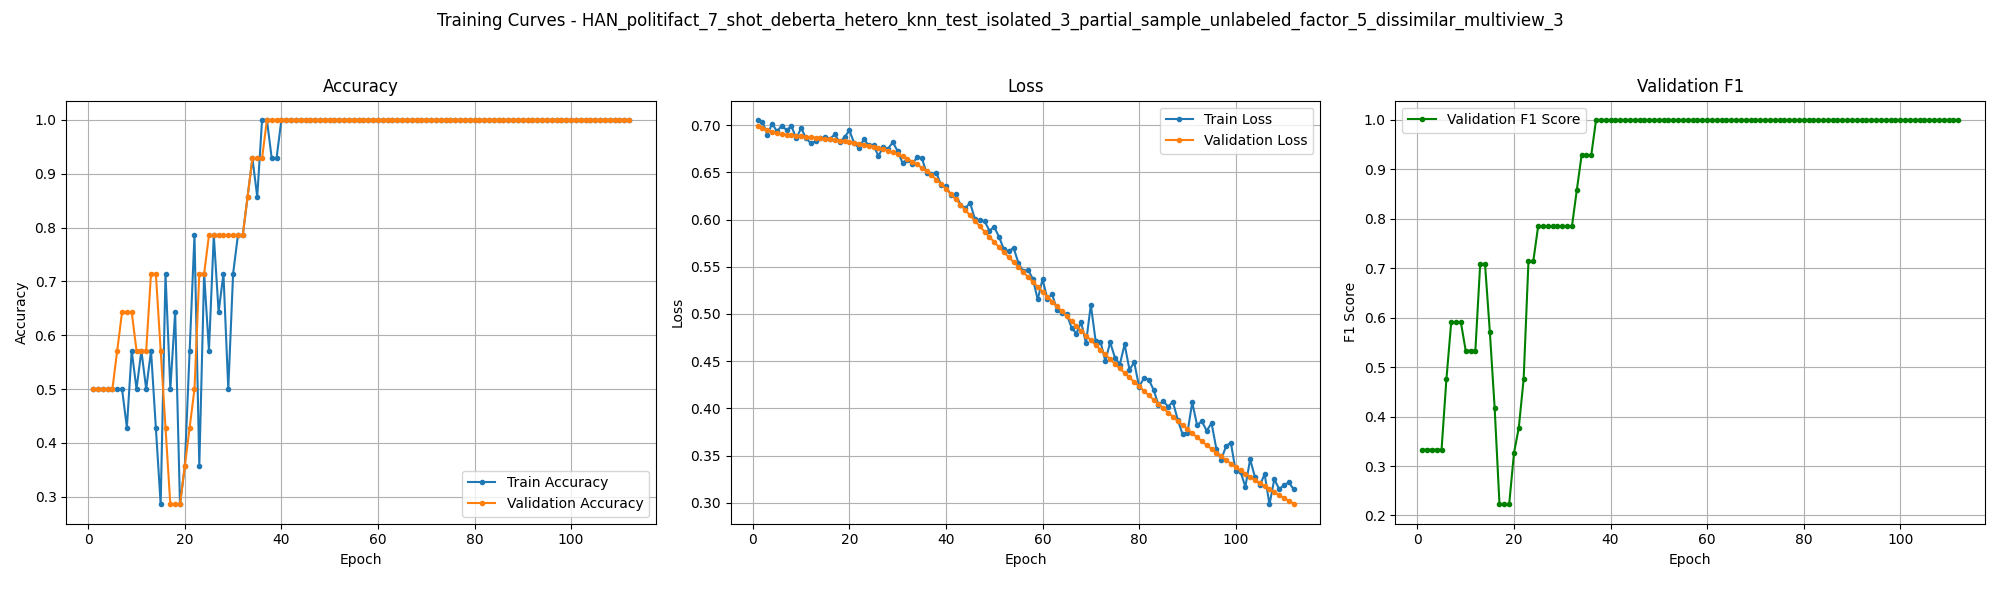 Training Curves - HAN_politifact_7_shot_deberta_hetero_knn_test_isolated_3_partial_sample_unlabeled_factor_5_dissimilar_multiview_3
Accuracy
1.0
0.9
0.8
0.7
0.6
0.5
0.4
0.3
Accuracy
Train Accuracy
Validation Accuracy
0 20 40 60 80 100
Epoch
Loss
0.70
0.65
0.60
0.55
0.50
0.45
0.40
0.35
0.30
Loss
Train Loss
Validation Loss
0 20 40 60 80 100
Epoch
Validation F1
1.0
0.9
0.8
0.7
0.6
0.5
0.4
0.3
0.2
F1 Score
Validation F1 Score
0 20 40 60 80 100
Epoch